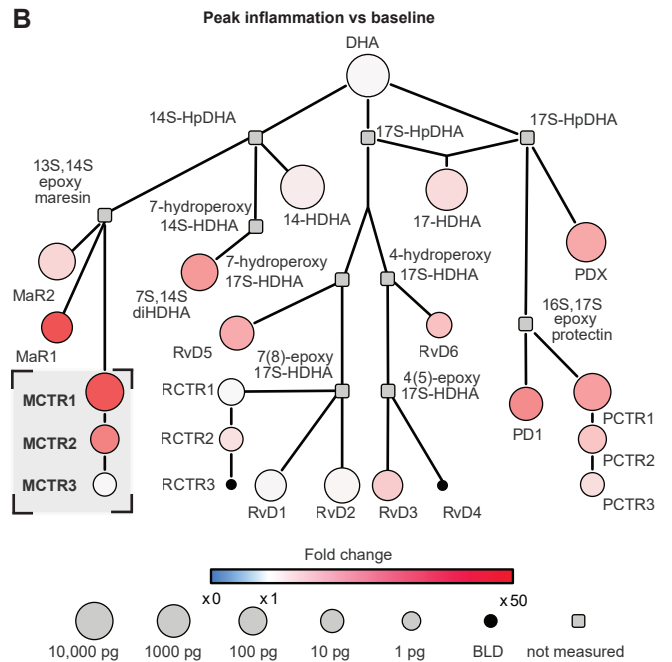 B
Peak inflammation vs baseline
DHA
14S-HpDHA
17S-HpDHA
17S-HpDHA
13S,14S
epoxy
maresin
7-hydroperoxy
14S-HDHA
14-HDHA
17-HDHA
MaR2
7S,14S
diHDHA
7-hydroperoxy
17S-HDHA
4-hydroperoxy
17S-HDHA
PDX
16S,17S
epoxy
protectin
MaR1
RvD5
RvD6
7(8)-epoxy
17S-HDHA
4(5)-epoxy
17S-HDHA
MCTR1
RCTR1
PD1
PCTR1
MCTR2
RCTR2
PCTR2
MCTR3
RCTR3
RvD1
RvD2
RvD3
RvD4
PCTR3
Fold change
x0
x1
x50
10,000 pg
1000 pg
100 pg
10 pg
1 pg
BLD
not measured